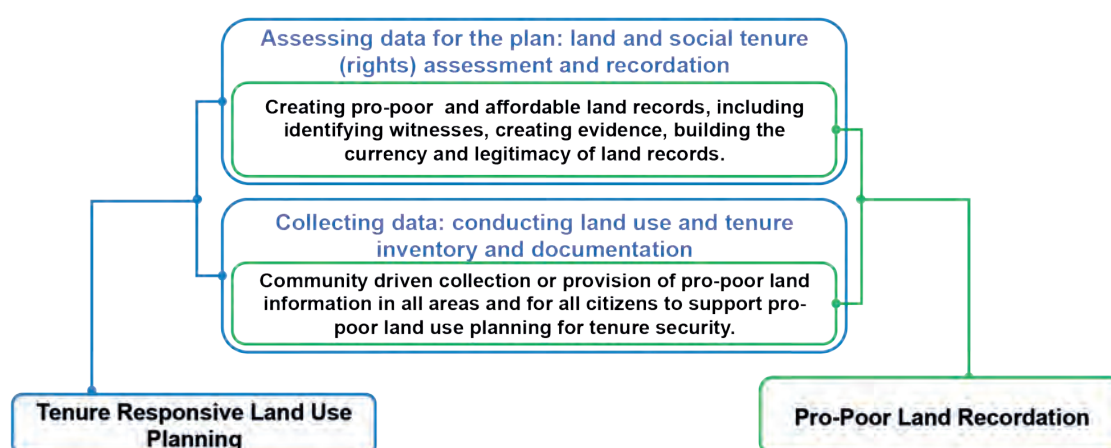 Assessing data for the plan: land and social tenure
(rights) assessment and recordation
Creating pro-poor and affordable land records, including
identifying witnesses, creating evidence, building the
currency and legitimacy of land records.
Collecting data: conducting land use and tenure
inventory and documentation
Community driven collection or provision of pro-poor land
information in all areas and for all citizens to support pro-
poor land use planning for tenure security.
Tenure Responsive Land Use
Planning
Pro-Poor Land Recordation